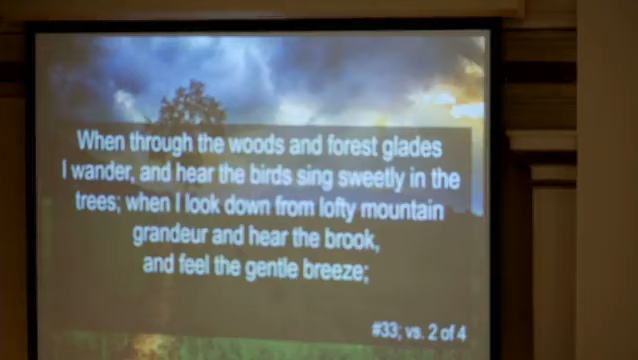 When through the woods and forest glades
I wander, and hear the birds sing sweetly in the
trees; when I look down from lofty mountain
grandeur and hear the brook,
and feel the gentle breeze;
#33; vs. 2 of 4